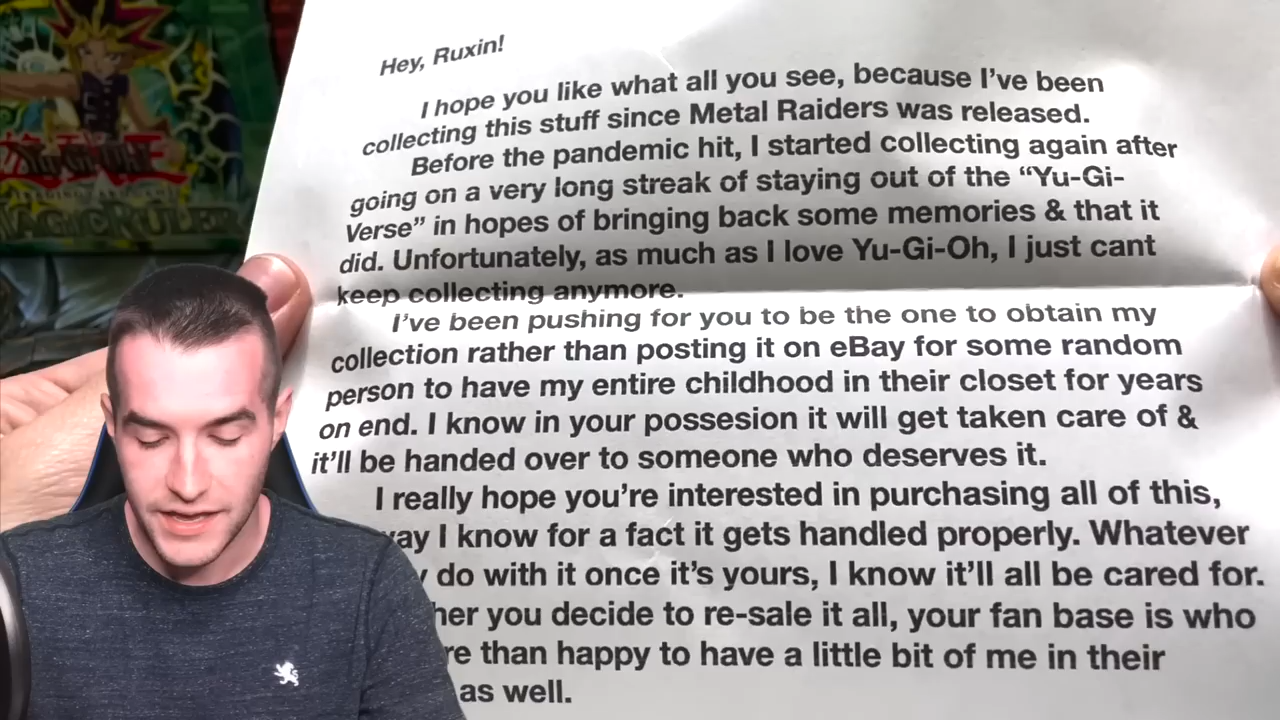 Yu-Gi-Oh!
MAGIC RULER
Hey, Ruxin!
I hope you like what all you see, because I've been
collecting this stuff since Metal Raiders was released.
Before the pandemic hit, I started collecting again after
going on a very long streak of staying out of the “Yu-Gi-
Verse” in hopes of bringing back some memories & that it
did. Unfortunately, as much as I love Yu-Gi-Oh, I just cant
keep collecting anymore.
I've been pushing for you to be the one to obtain my
collection rather than posting it on eBay for some random
person to have my entire childhood in their closet for years
on end. I know in your possesion it will get taken care of &
it'll be handed over to someone who deserves it.
I really hope you're interested in purchasing all of this,
I know for a fact it gets handled properly. Whatever
do with it once it's yours, I know it'll all be cared for.
you decide to re-sale it all, your fan base is who
than happy to have a little bit of me in their
as well.